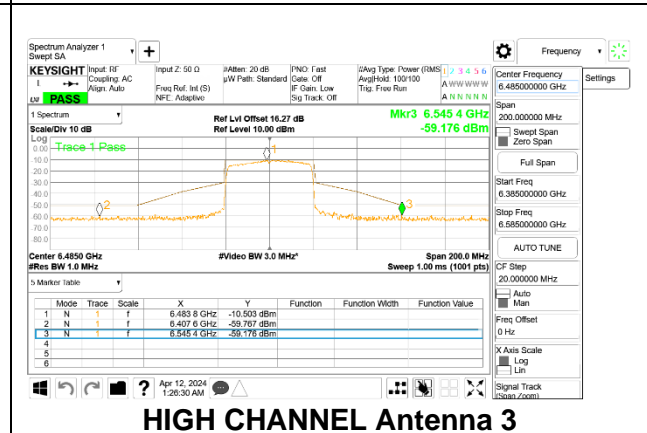 Spectrum Analyzer 1
Swept SA
Frequency
KEYSIGHT
Input: RF
Coupling: AC
Align: Auto
Input Z: 50 Ω
Freq Ref: Int (S)
NFE: Adaptive
#Atten: 20 dB
µW Path: Standard
PNO: Fast
Gate: Off
IF Gain: Low
Sig Track: Off
#Avg Type: Power (RMS
Avg|Hold: 100/100
Trig: Free Run
1 2 3 4 5 6
A W W W W W
A N N N N N
PASS
Center Frequency
6.485000000 GHz
Settings
Span
200.000000 MHz
Swept Span
Zero Span
Full Span
Start Freq
6.385000000 GHz
Stop Freq
6.585000000 GHz
AUTO TUNE
CF Step
20.000000 MHz
Auto
Man
Freq Offset
0 Hz
X Axis Scale
Log
Lin
Signal Track
(Span Zoom)
1 Spectrum
Scale/Div 10 dB
Ref Lvl Offset 16.27 dB
Ref Level 10.00 dBm
Mkr3 6.545 4 GHz
-59.176 dBm
Log
Trace 1 Pass
0.00
-10.0
-20.0
-30.0
-40.0
-50.0
-60.0
-70.0
-80.0
1
2
3
Center 6.4850 GHz
#Res BW 1.0 MHz
#Video BW 3.0 MHz*
Span 200.0 MHz
Sweep 1.00 ms (1001 pts)
5 Marker Table
Mode Trace Scale X Y Function Function Width Function Value
1 N 1 f 6.483 8 GHz -10.503 dBm
2 N 1 f 6.407 6 GHz -59.767 dBm
3 N 1 f 6.545 4 GHz -59.176 dBm
4
5
6
Apr 12, 2024
1:26:30 AM
HIGH CHANNEL Antenna 3